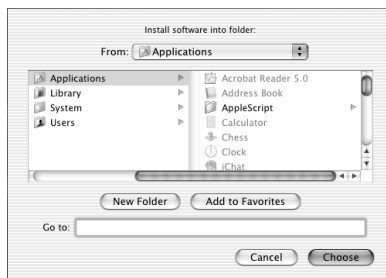 Install software into folder:
From: Applications
Applications
Library
System
Users
Acrobat Reader 5.0
Address Book
AppleScript
Calculator
Chess
Clock
iChat
New Folder
Add to Favorites
Go to:
Cancel
Choose